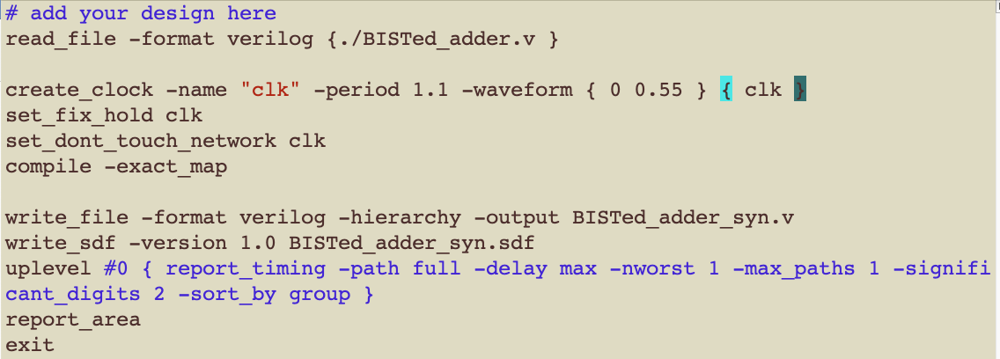 # add your design here
read_file -format verilog {./BISTed_adder.v }
create_clock -name "clk" -period 1.1 -waveform { 0 0.55 } { clk }
set_fix_hold clk
set_dont_touch_network clk
compile -exact_map
write_file -format verilog -hierarchy -output BISTed_adder_syn.v
write_sdf -version 1.0 BISTed_adder_syn.sdf
uplevel #0 { report_timing -path full -delay max -nworst 1 -max_paths 1 -signifi
cant_digits 2 -sort_by group }
report_area
exit